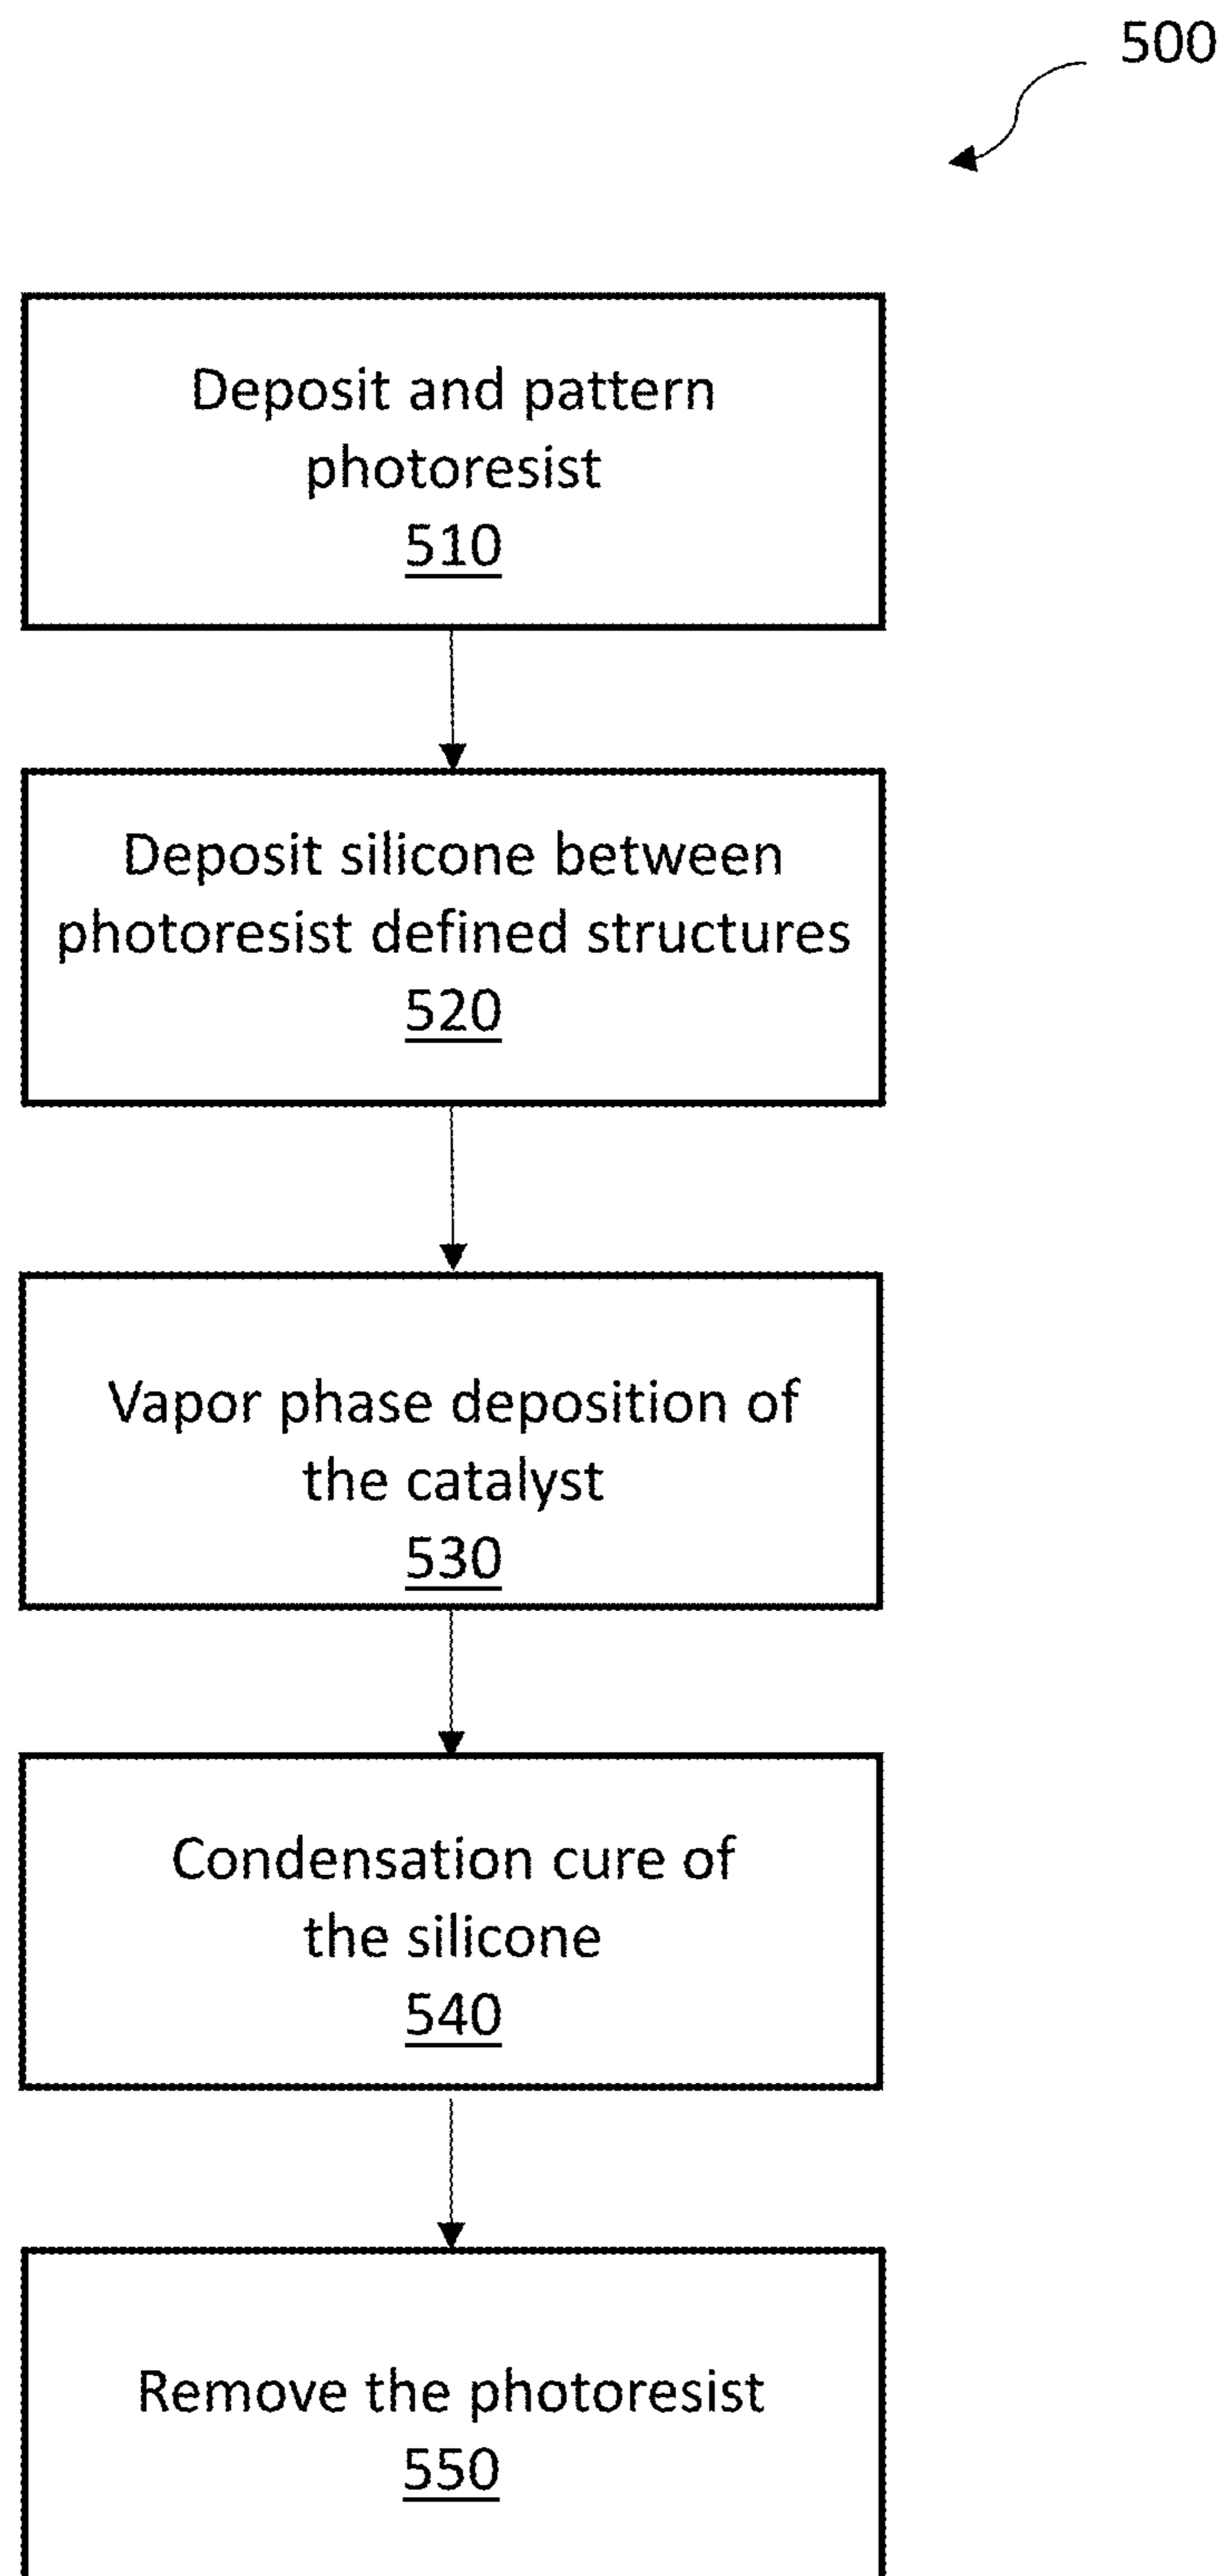 500
Deposit and pattern
photoresist
510
Deposit silicone between
photoresist defined structures
520
Vapor phase deposition of
the catalyst
530
Condensation cure of
the silicone
540
Remove the photoresist
550